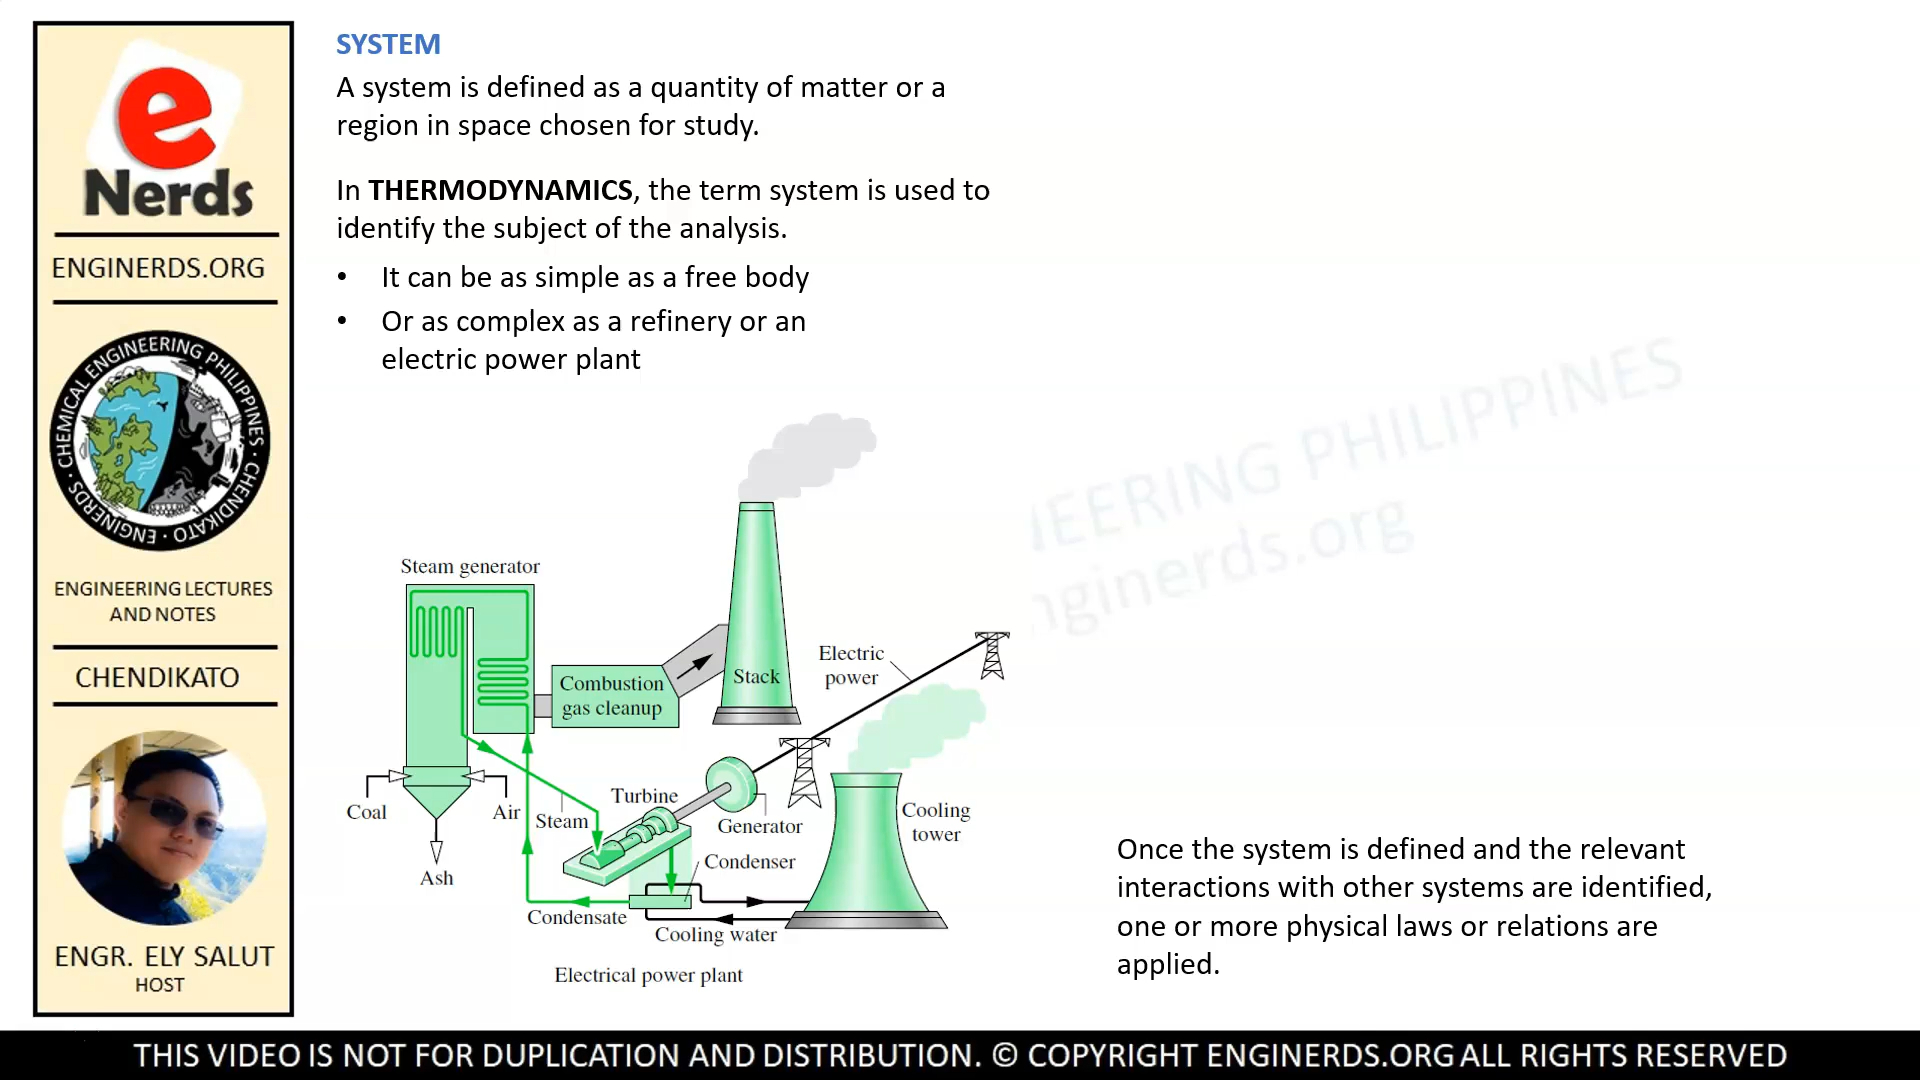 e
Nerds
ENGINERDS.ORG
CHEMICAL ENGINEERING PHILIPPINES · CHENDIKATO · ENGINERDS ·
ENGINEERING LECTURES
AND NOTES
CHENDIKATO
ENGR. ELY SALUT
HOST
SYSTEM
A system is defined as a quantity of matter or a
region in space chosen for study.
In THERMODYNAMICS, the term system is used to
identify the subject of the analysis.
• It can be as simple as a free body
• Or as complex as a refinery or an
electric power plant
Steam generator
Combustion
gas cleanup
Stack
Electric
power
Coal
Air
Ash
Steam
Turbine
Generator
Cooling
tower
Condenser
Condensate
Cooling water
Electrical power plant
NEERING PHILIPPINES
nginerds.org
Once the system is defined and the relevant
interactions with other systems are identified,
one or more physical laws or relations are
applied.
THIS VIDEO IS NOT FOR DUPLICATION AND DISTRIBUTION. © COPYRIGHT ENGINERDS.ORG ALL RIGHTS RESERVED